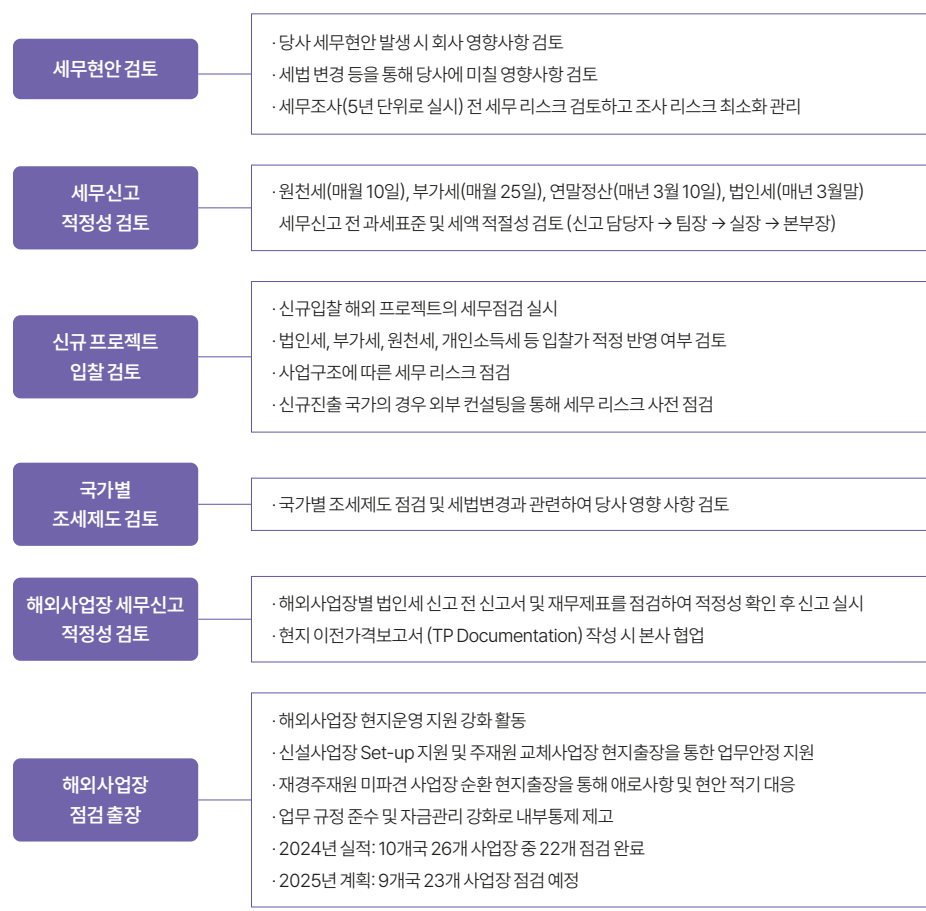 세무현안 검토
· 당사 세무현안 발생 시 회사 영향사항 검토
· 세법 변경 등을 통해 당사에 미칠 영향사항 검토
· 세무조사(5년 단위로 실시) 전 세무 리스크 검토하고 조사 리스크 최소화 관리
세무신고
적정성 검토
· 원천세(매월 10일), 부가세(매월 25일), 연말정산(매년 3월 10일), 법인세(매년 3월말)
세무신고 전 과세표준 및 세액 적절성 검토 (신고 담당자 → 팀장 → 실장 → 본부장)
신규 프로젝트
입찰 검토
· 신규입찰 해외 프로젝트의 세무점검 실시
· 법인세, 부가세, 원천세, 개인소득세 등 입찰가 적정 반영 여부 검토
· 사업구조에 따른 세무 리스크 점검
· 신규진출 국가의 경우 외부 컨설팅을 통해 세무 리스크 사전 점검
국가별
조세제도 검토
· 국가별 조세제도 점검 및 세법변경과 관련하여 당사 영향 사항 검토
해외사업장 세무신고
적정성 검토
· 해외사업장별 법인세 신고 전 신고서 및 재무제표를 점검하여 적정성 확인 후 신고 실시
· 현지 이전가격보고서 (TP Documentation) 작성 시 본사 협업
해외사업장
점검 출장
· 해외사업장 현지운영 지원 강화 활동
· 신설사업장 Set-up 지원 및 주재원 교체사업장 현지출장을 통한 업무안정 지원
· 재경주재원 미파견 사업장 순환 현지출장을 통해 애로사항 및 현안 적기 대응
· 업무 규정 준수 및 자금관리 강화로 내부통제 제고
· 2024년 실적: 10개국 26개 사업장 중 22개 점검 완료
· 2025년 계획: 9개국 23개 사업장 점검 예정